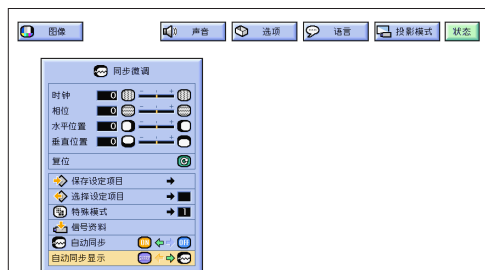 图像 声音 选项 语言 投影模式 状态
同步微调
时钟 0
相位 0
水平位置 0
垂直位置 0
复位
保存设定项目
选择设定项目
特殊模式 1
信号资料
自动同步 ON OFF
自动同步显示